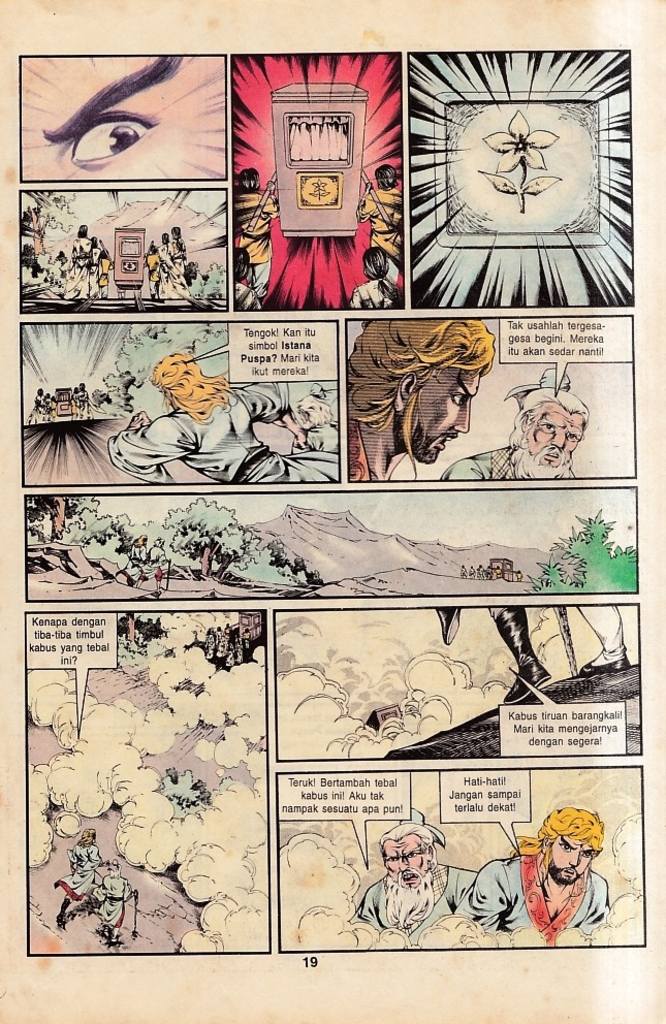 Tengok! Kan itu
simbol Istana
Puspa? Mari kita
ikut mereka!
Tak usahlah tergesa-
gesa begini. Mereka
itu akan sedar nanti!
Kenapa dengan
tiba-tiba timbul
kabus yang tebal
ini?
Kabus tiruan barangkali!
Mari kita mengejarnya
dengan segera!
Teruk! Bertambah tebal
kabus ini! Aku tak
nampak sesuatu apa pun!
Hati-hati!
Jangan sampai
terlalu dekat!
19